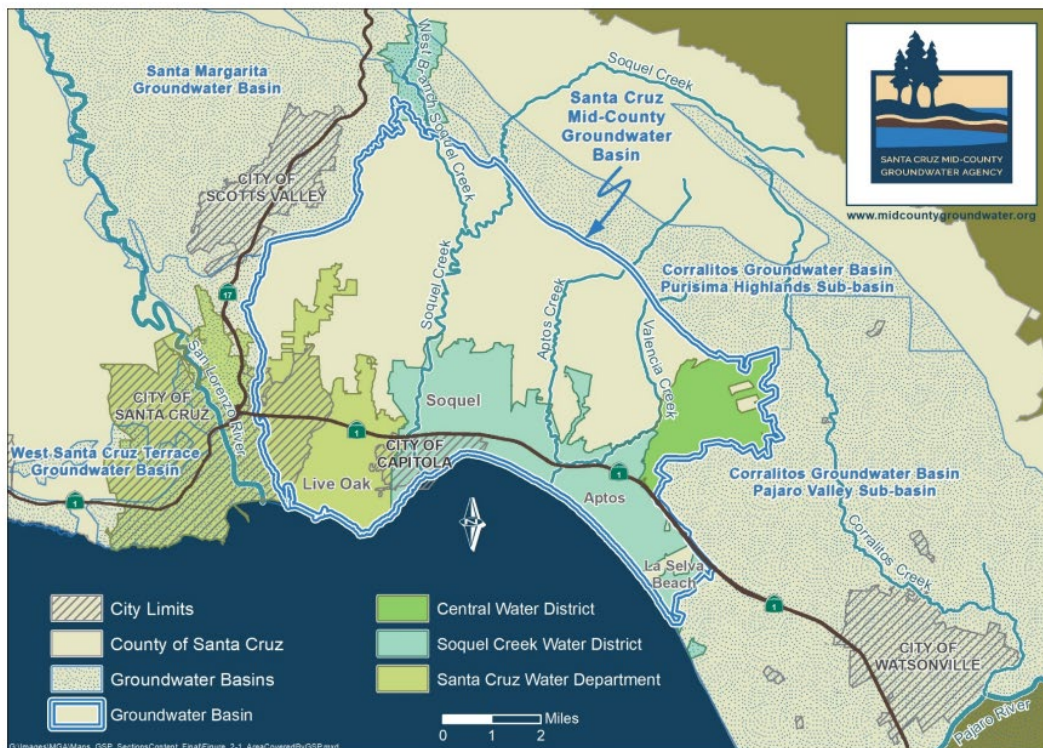 Santa Margarita
Groundwater Basin
West Branch Soquel Creek
Soquel Creek
Santa Cruz
Mid-County
Groundwater
Basin
SANTA CRUZ MID-COUNTY
GROUNDWATER AGENCY
www.midcountygroundwater.org
CITY OF
SCOTTS VALLEY
17
Corralitos Groundwater Basin
Purisima Highlands Sub-basin
Soquel Creek
Aptos Creek
Valencia Creek
San Lorenzo River
CITY OF
SANTA CRUZ
Soquel
1
CITY OF
CAPITOLA
West Santa Cruz Terrace
Groundwater Basin
1
Live Oak
1
Aptos
Corralitos Groundwater Basin
Pajaro Valley Sub-basin
Corralitos Creek
La Selva
Beach
1
CITY OF
WATSONVILLE
Pajaro River
City Limits
County of Santa Cruz
Groundwater Basins
Groundwater Basin
Central Water District
Soquel Creek Water District
Santa Cruz Water Department
0 1 2 Miles